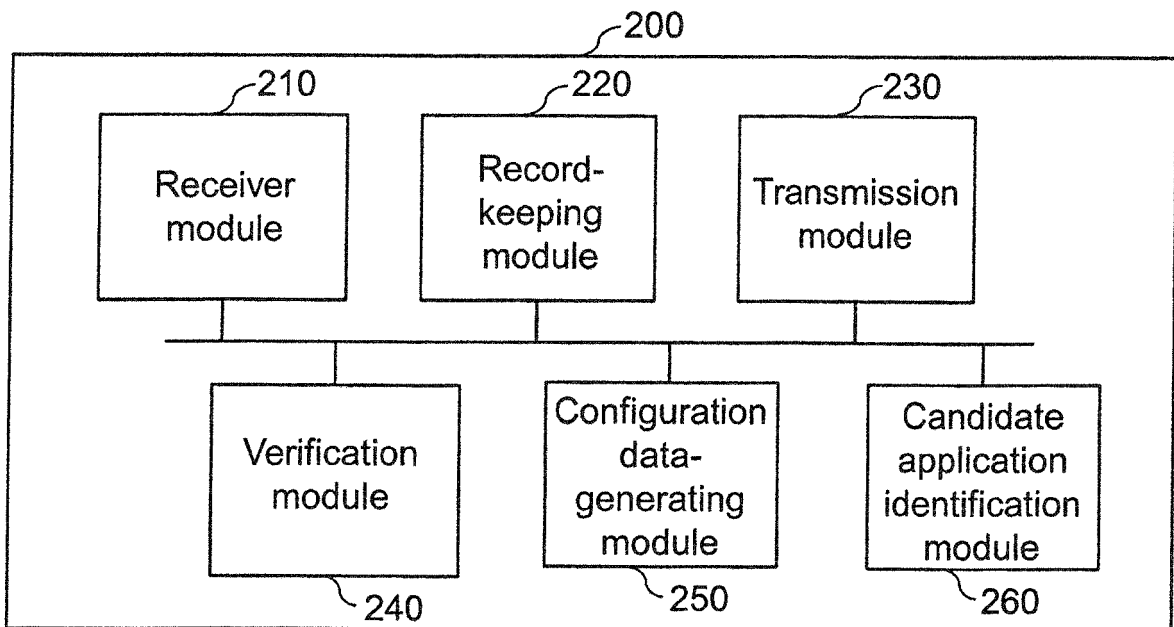 200
210
220
230
Receiver
module
Record-
keeping
module
Transmission
module
Verification
module
Configuration
data-
generating
module
Candidate
application
identification
module
240
250
260